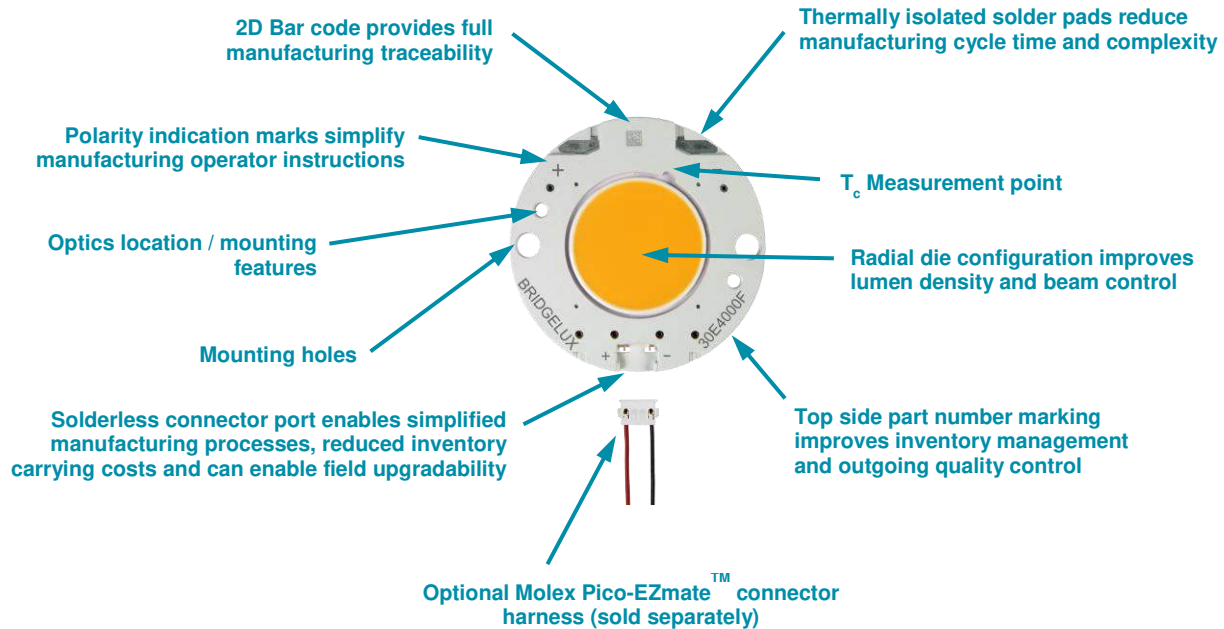 2D Bar code provides full
manufacturing traceability
Thermally isolated solder pads reduce
manufacturing cycle time and complexity
Polarity indication marks simplify
manufacturing operator instructions
+
−
Tc Measurement point
Optics location / mounting
features
Radial die configuration improves
lumen density and beam control
BRIDGELUX
30E4000F
Mounting holes
+ −
Solderless connector port enables simplified
manufacturing processes, reduced inventory
carrying costs and can enable field upgradability
Top side part number marking
improves inventory management
and outgoing quality control
Optional Molex Pico-EZmate™ connector
harness (sold separately)